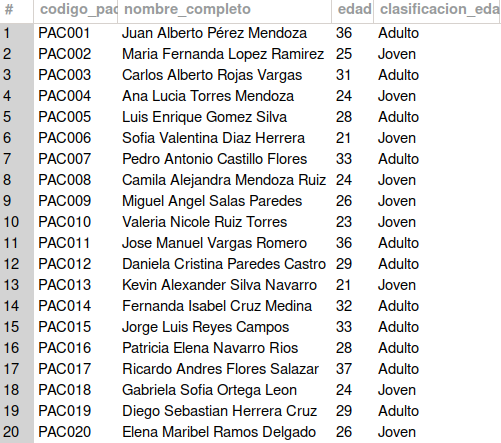 # codigo_pac nombre_completo edad clasificacion_eda
1 PAC001 Juan Alberto Pérez Mendoza 36 Adulto
2 PAC002 Maria Fernanda Lopez Ramirez 25 Joven
3 PAC003 Carlos Alberto Rojas Vargas 31 Adulto
4 PAC004 Ana Lucia Torres Mendoza 24 Joven
5 PAC005 Luis Enrique Gomez Silva 28 Adulto
6 PAC006 Sofia Valentina Diaz Herrera 21 Joven
7 PAC007 Pedro Antonio Castillo Flores 33 Adulto
8 PAC008 Camila Alejandra Mendoza Ruiz 24 Joven
9 PAC009 Miguel Angel Salas Paredes 26 Joven
10 PAC010 Valeria Nicole Ruiz Torres 23 Joven
11 PAC011 Jose Manuel Vargas Romero 36 Adulto
12 PAC012 Daniela Cristina Paredes Castro 29 Adulto
13 PAC013 Kevin Alexander Silva Navarro 21 Joven
14 PAC014 Fernanda Isabel Cruz Medina 32 Adulto
15 PAC015 Jorge Luis Reyes Campos 33 Adulto
16 PAC016 Patricia Elena Navarro Rios 28 Adulto
17 PAC017 Ricardo Andres Flores Salazar 37 Adulto
18 PAC018 Gabriela Sofia Ortega Leon 24 Joven
19 PAC019 Diego Sebastian Herrera Cruz 29 Adulto
20 PAC020 Elena Maribel Ramos Delgado 26 Joven